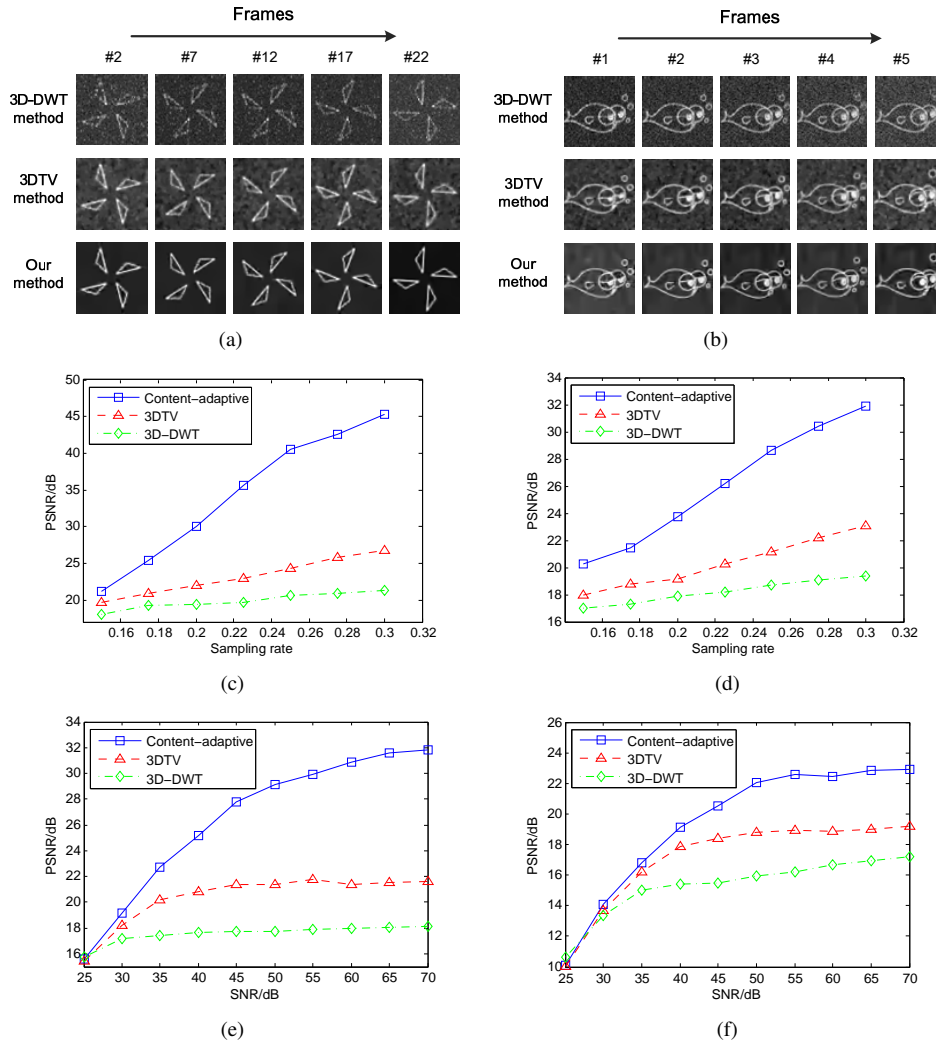 Frames
#2 #7 #12 #17 #22
3D-DWT
method
3DTV
method
Our
method
(a)
Frames
#1 #2 #3 #4 #5
3D-DWT
method
3DTV
method
Our
method
(b)
50
45
40
35
30
25
20
PSNR/dB
Content-adaptive
3DTV
3D-DWT
0.16 0.18 0.2 0.22 0.24 0.26 0.28 0.3 0.32
Sampling rate
(c)
34
32
30
28
26
24
22
20
18
16
PSNR/dB
Content-adaptive
3DTV
3D-DWT
0.16 0.18 0.2 0.22 0.24 0.26 0.28 0.3 0.32
Sampling rate
(d)
34
32
30
28
26
24
22
20
18
16
PSNR/dB
Content-adaptive
3DTV
3D-DWT
25 30 35 40 45 50 55 60 65 70
SNR/dB
(e)
26
24
22
20
18
16
14
12
10
PSNR/dB
Content-adaptive
3DTV
3D-DWT
25 30 35 40 45 50 55 60 65 70
SNR/dB
(f)